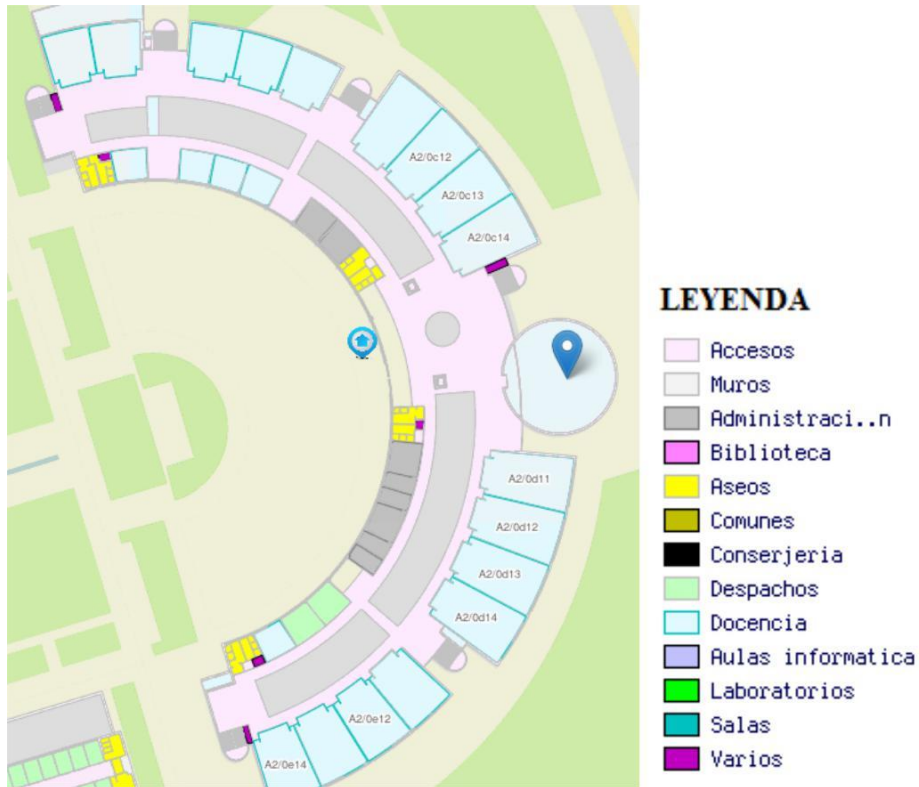 A2/0c12
A2/0c13
A2/0c14
A2/0d11
A2/0d12
A2/0d13
A2/0d14
A2/0e12
A2/0e14
LEYENDA
Accesos
Muros
Administraci..n
Biblioteca
Aseos
Comunes
Conserjeria
Despachos
Docencia
Aulas informatica
Laboratorios
Salas
Varios